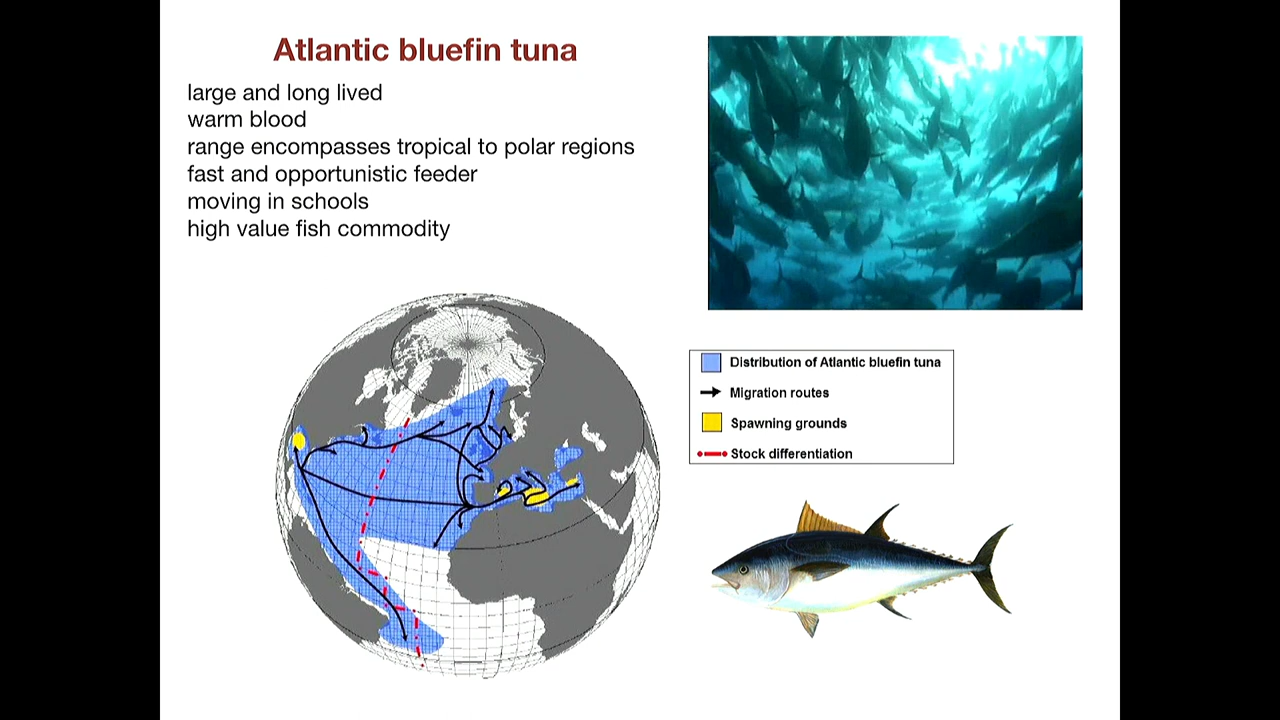 Atlantic bluefin tuna
large and long lived
warm blood
range encompasses tropical to polar regions
fast and opportunistic feeder
moving in schools
high value fish commodity
Distribution of Atlantic bluefin tuna
Migration routes
Spawning grounds
Stock differentiation